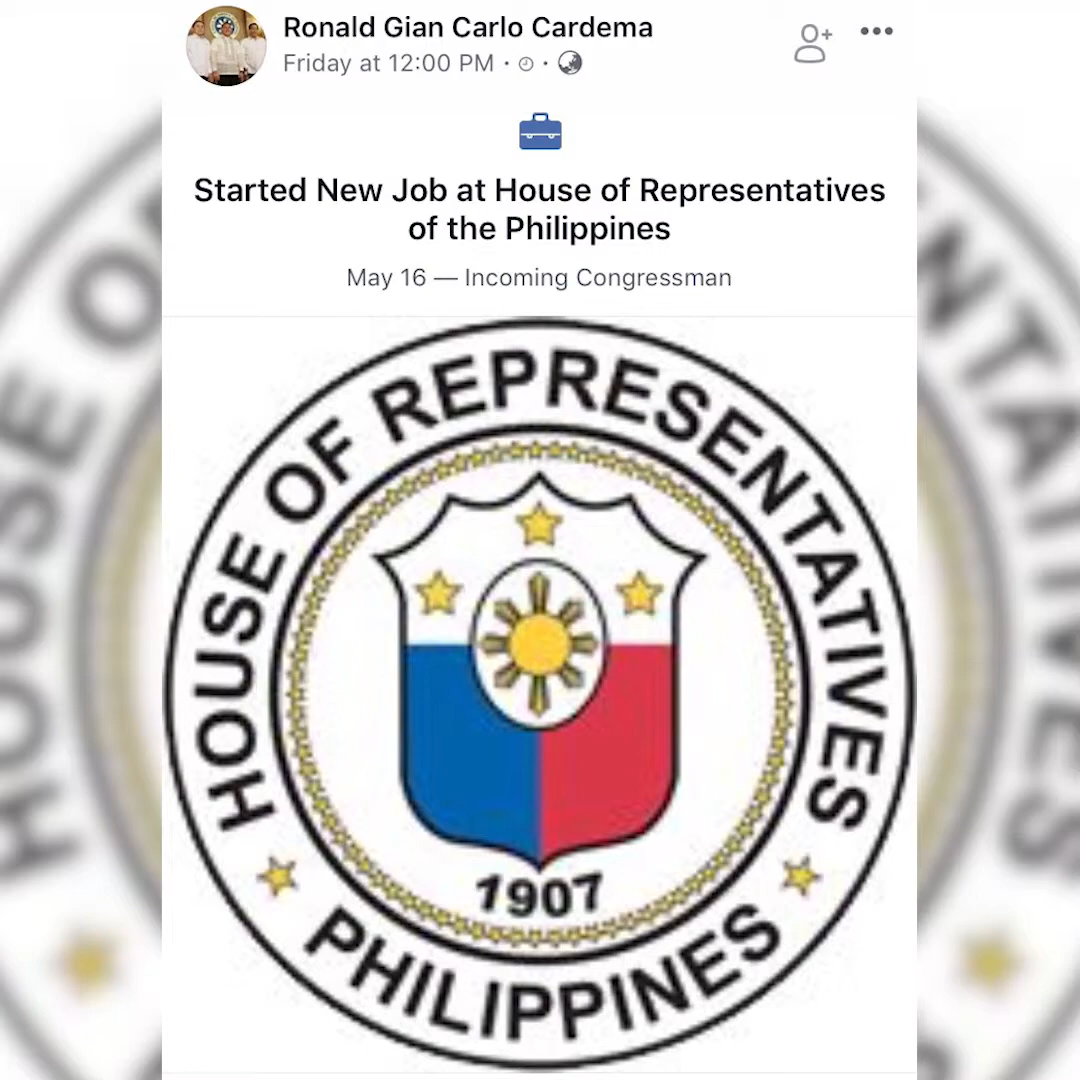 Ronald Gian Carlo Cardema
Friday at 12:00 PM · ·
Started New Job at House of Representatives
of the Philippines
May 16 — Incoming Congressman
HOUSE OF REPRESENTATIVES
1907
PHILIPPINES